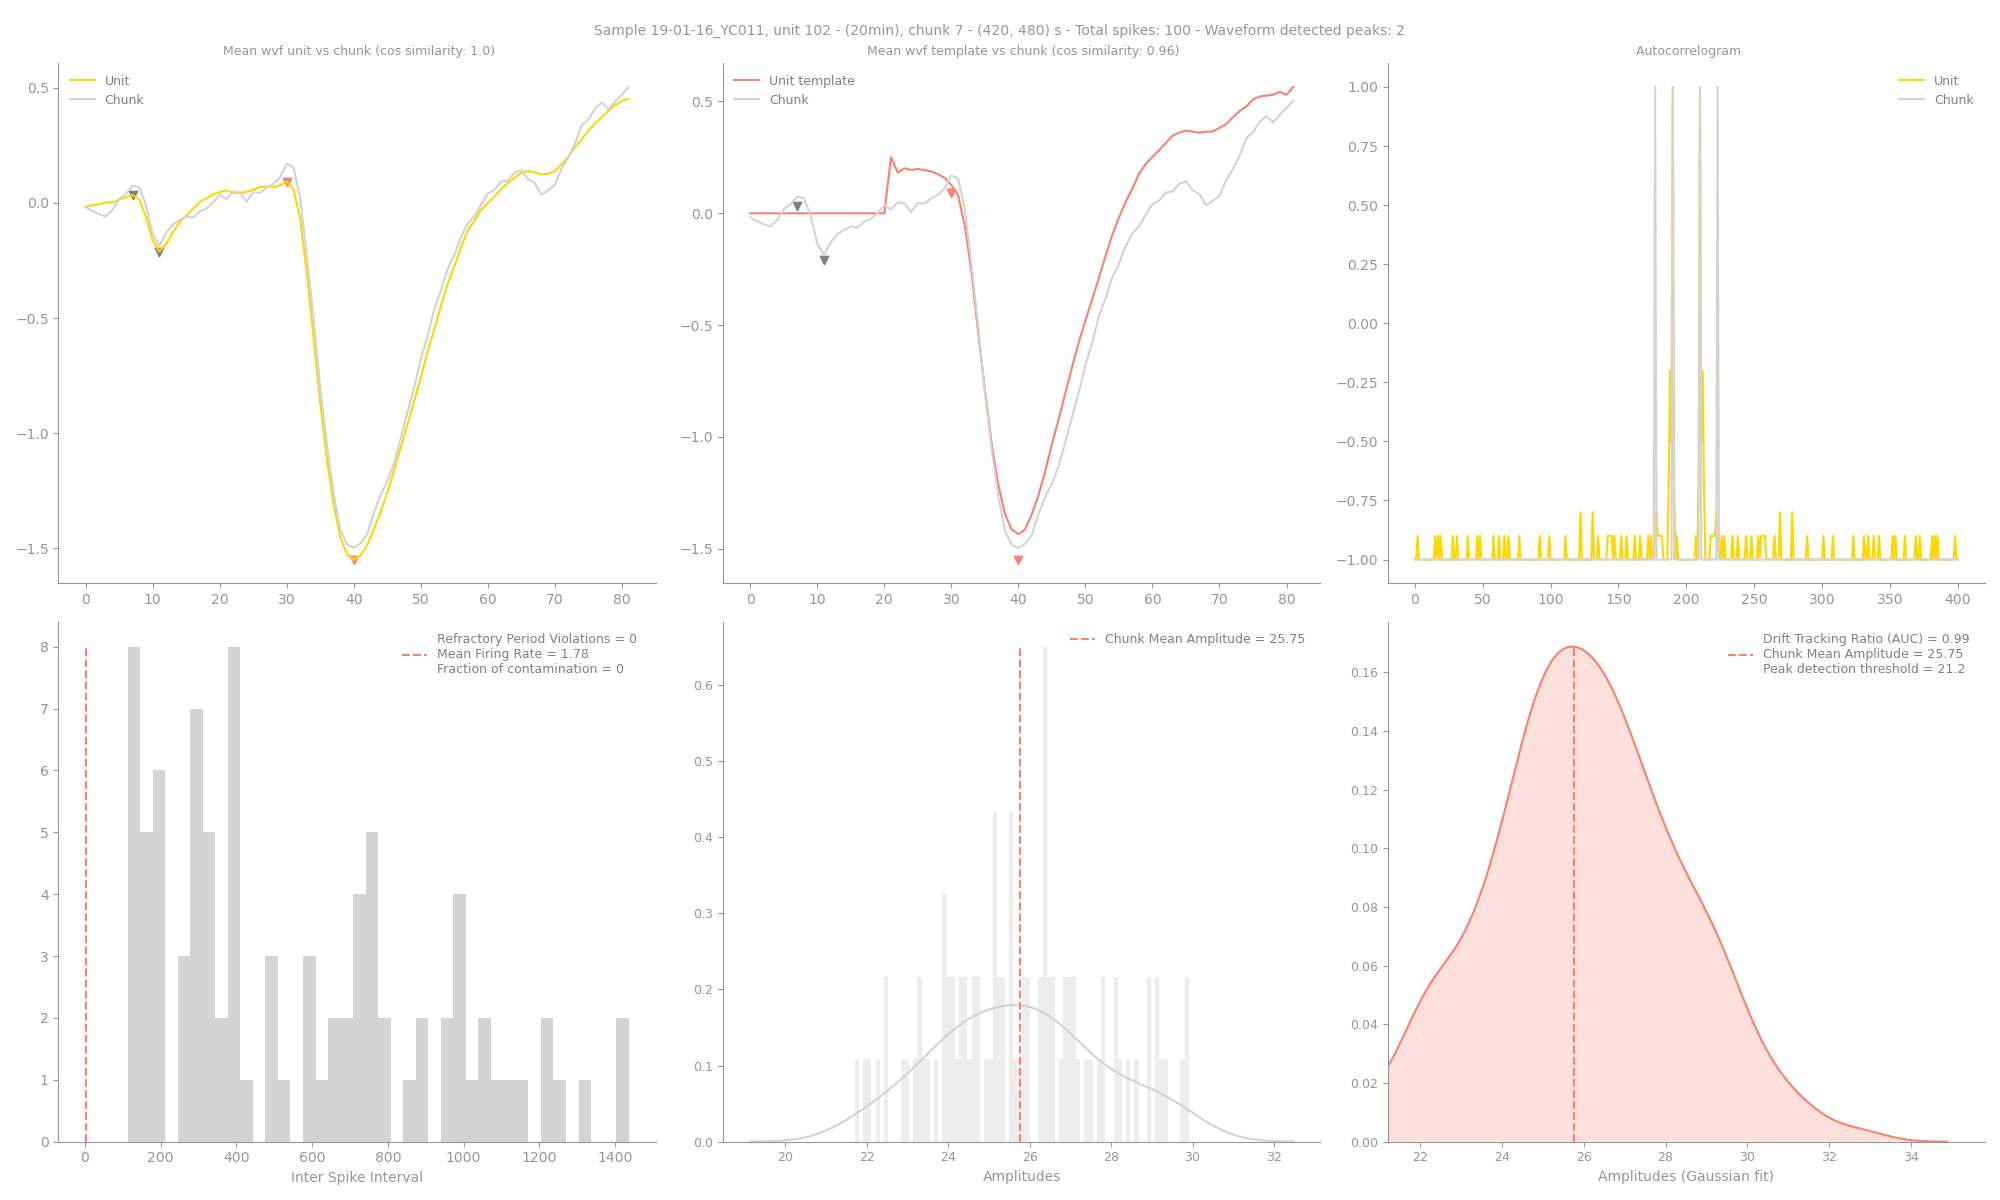 Sample 19-01-16_YC011, unit 102 - (20min), chunk 7 - (420, 480) s - Total spikes: 100 - Waveform detected peaks: 2
Mean wvf unit vs chunk (cos similarity: 1.0)
Unit
Chunk
0.5
0.0
−0.5
−1.0
−1.5
0 10 20 30 40 50 60 70 80
Mean wvf template vs chunk (cos similarity: 0.96)
Unit template
Chunk
0.5
0.0
−0.5
−1.0
−1.5
0 10 20 30 40 50 60 70 80
Autocorrelogram
Unit
Chunk
1.00
0.75
0.50
0.25
0.00
−0.25
−0.50
−0.75
−1.00
0 50 100 150 200 250 300 350 400
Refractory Period Violations = 0
Mean Firing Rate = 1.78
Fraction of contamination = 0
8
7
6
5
4
3
2
1
0
0 200 400 600 800 1000 1200 1400
Inter Spike Interval
Chunk Mean Amplitude = 25.75
0.6
0.5
0.4
0.3
0.2
0.1
0.0
20 22 24 26 28 30 32
Amplitudes
Drift Tracking Ratio (AUC) = 0.99
Chunk Mean Amplitude = 25.75
Peak detection threshold = 21.2
0.16
0.14
0.12
0.10
0.08
0.06
0.04
0.02
0.00
22 24 26 28 30 32 34
Amplitudes (Gaussian fit)